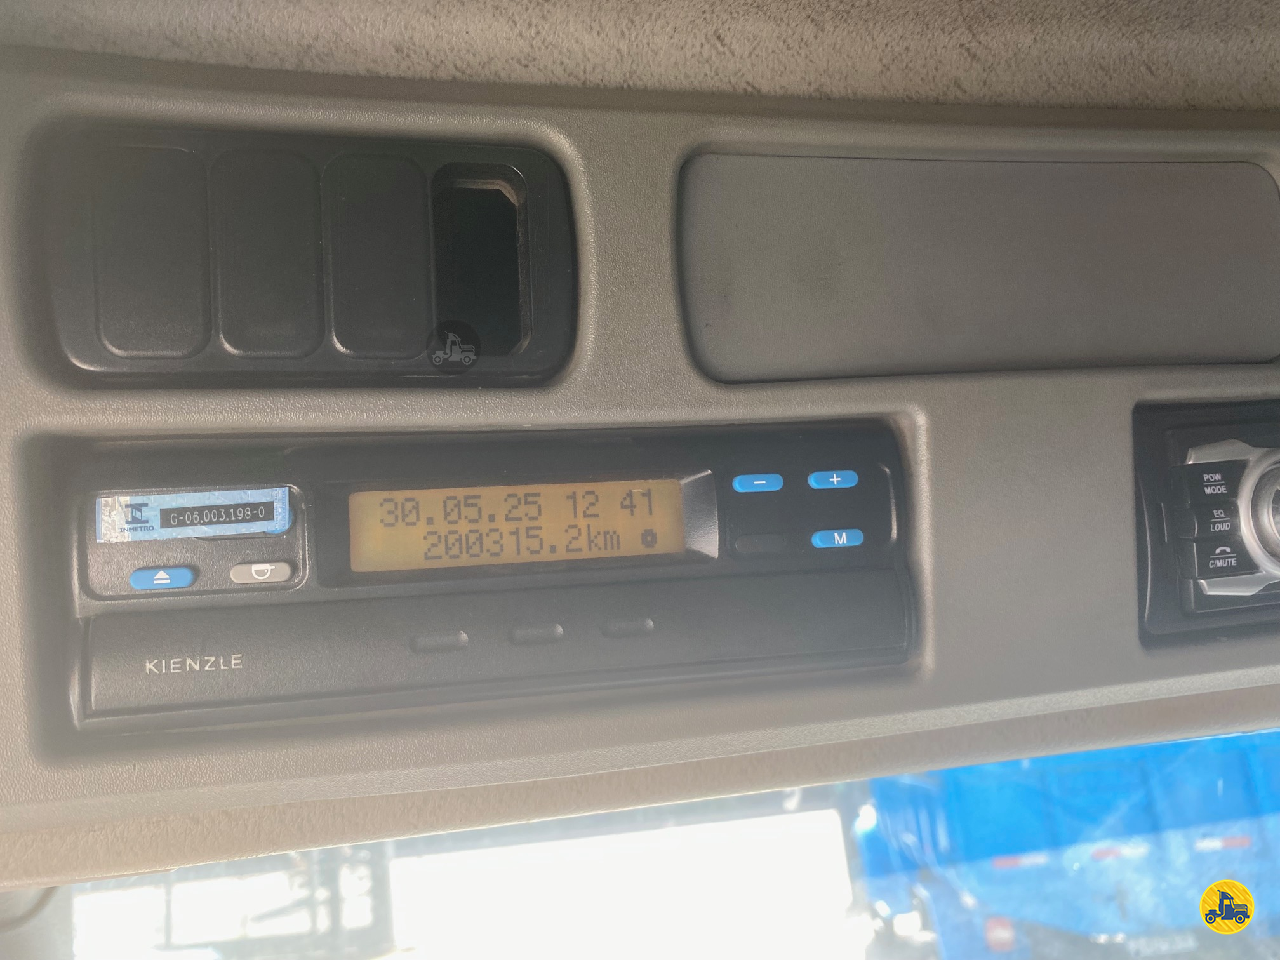 INMETRO
G-06.003.198-0
30.05.25 12 41
200315.2km
−
+
M
KIENZLE
POW
MODE
EQ
LOUD
C/MUTE